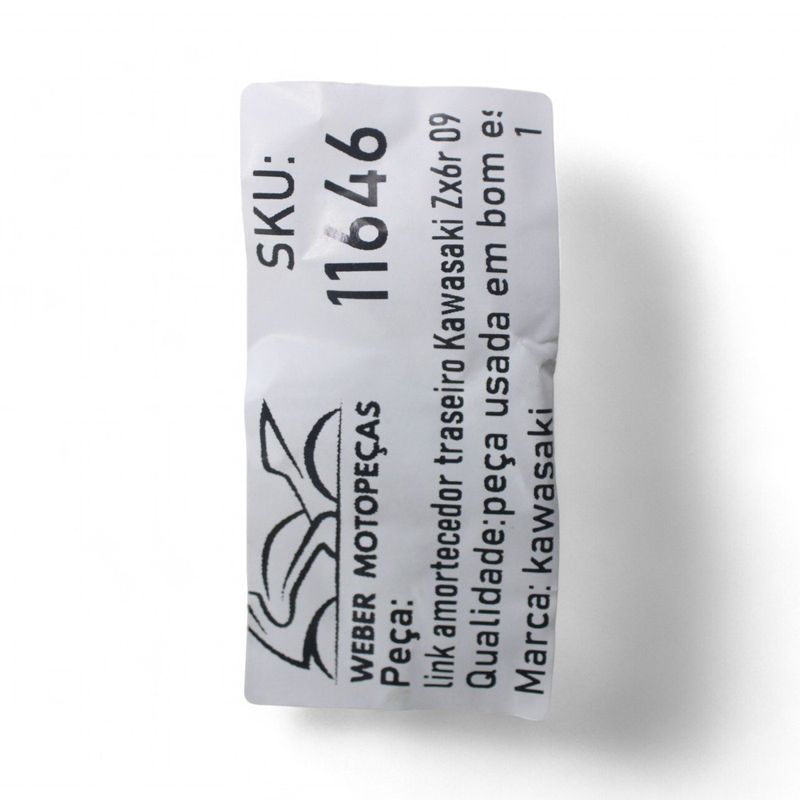 SKU:
11646
WEBER MOTOPEÇAS
Peça:
link amortecedor traseiro Kawasaki Zx6r 09
Qualidade:peça usada em bom es
Marca: kawasaki
1